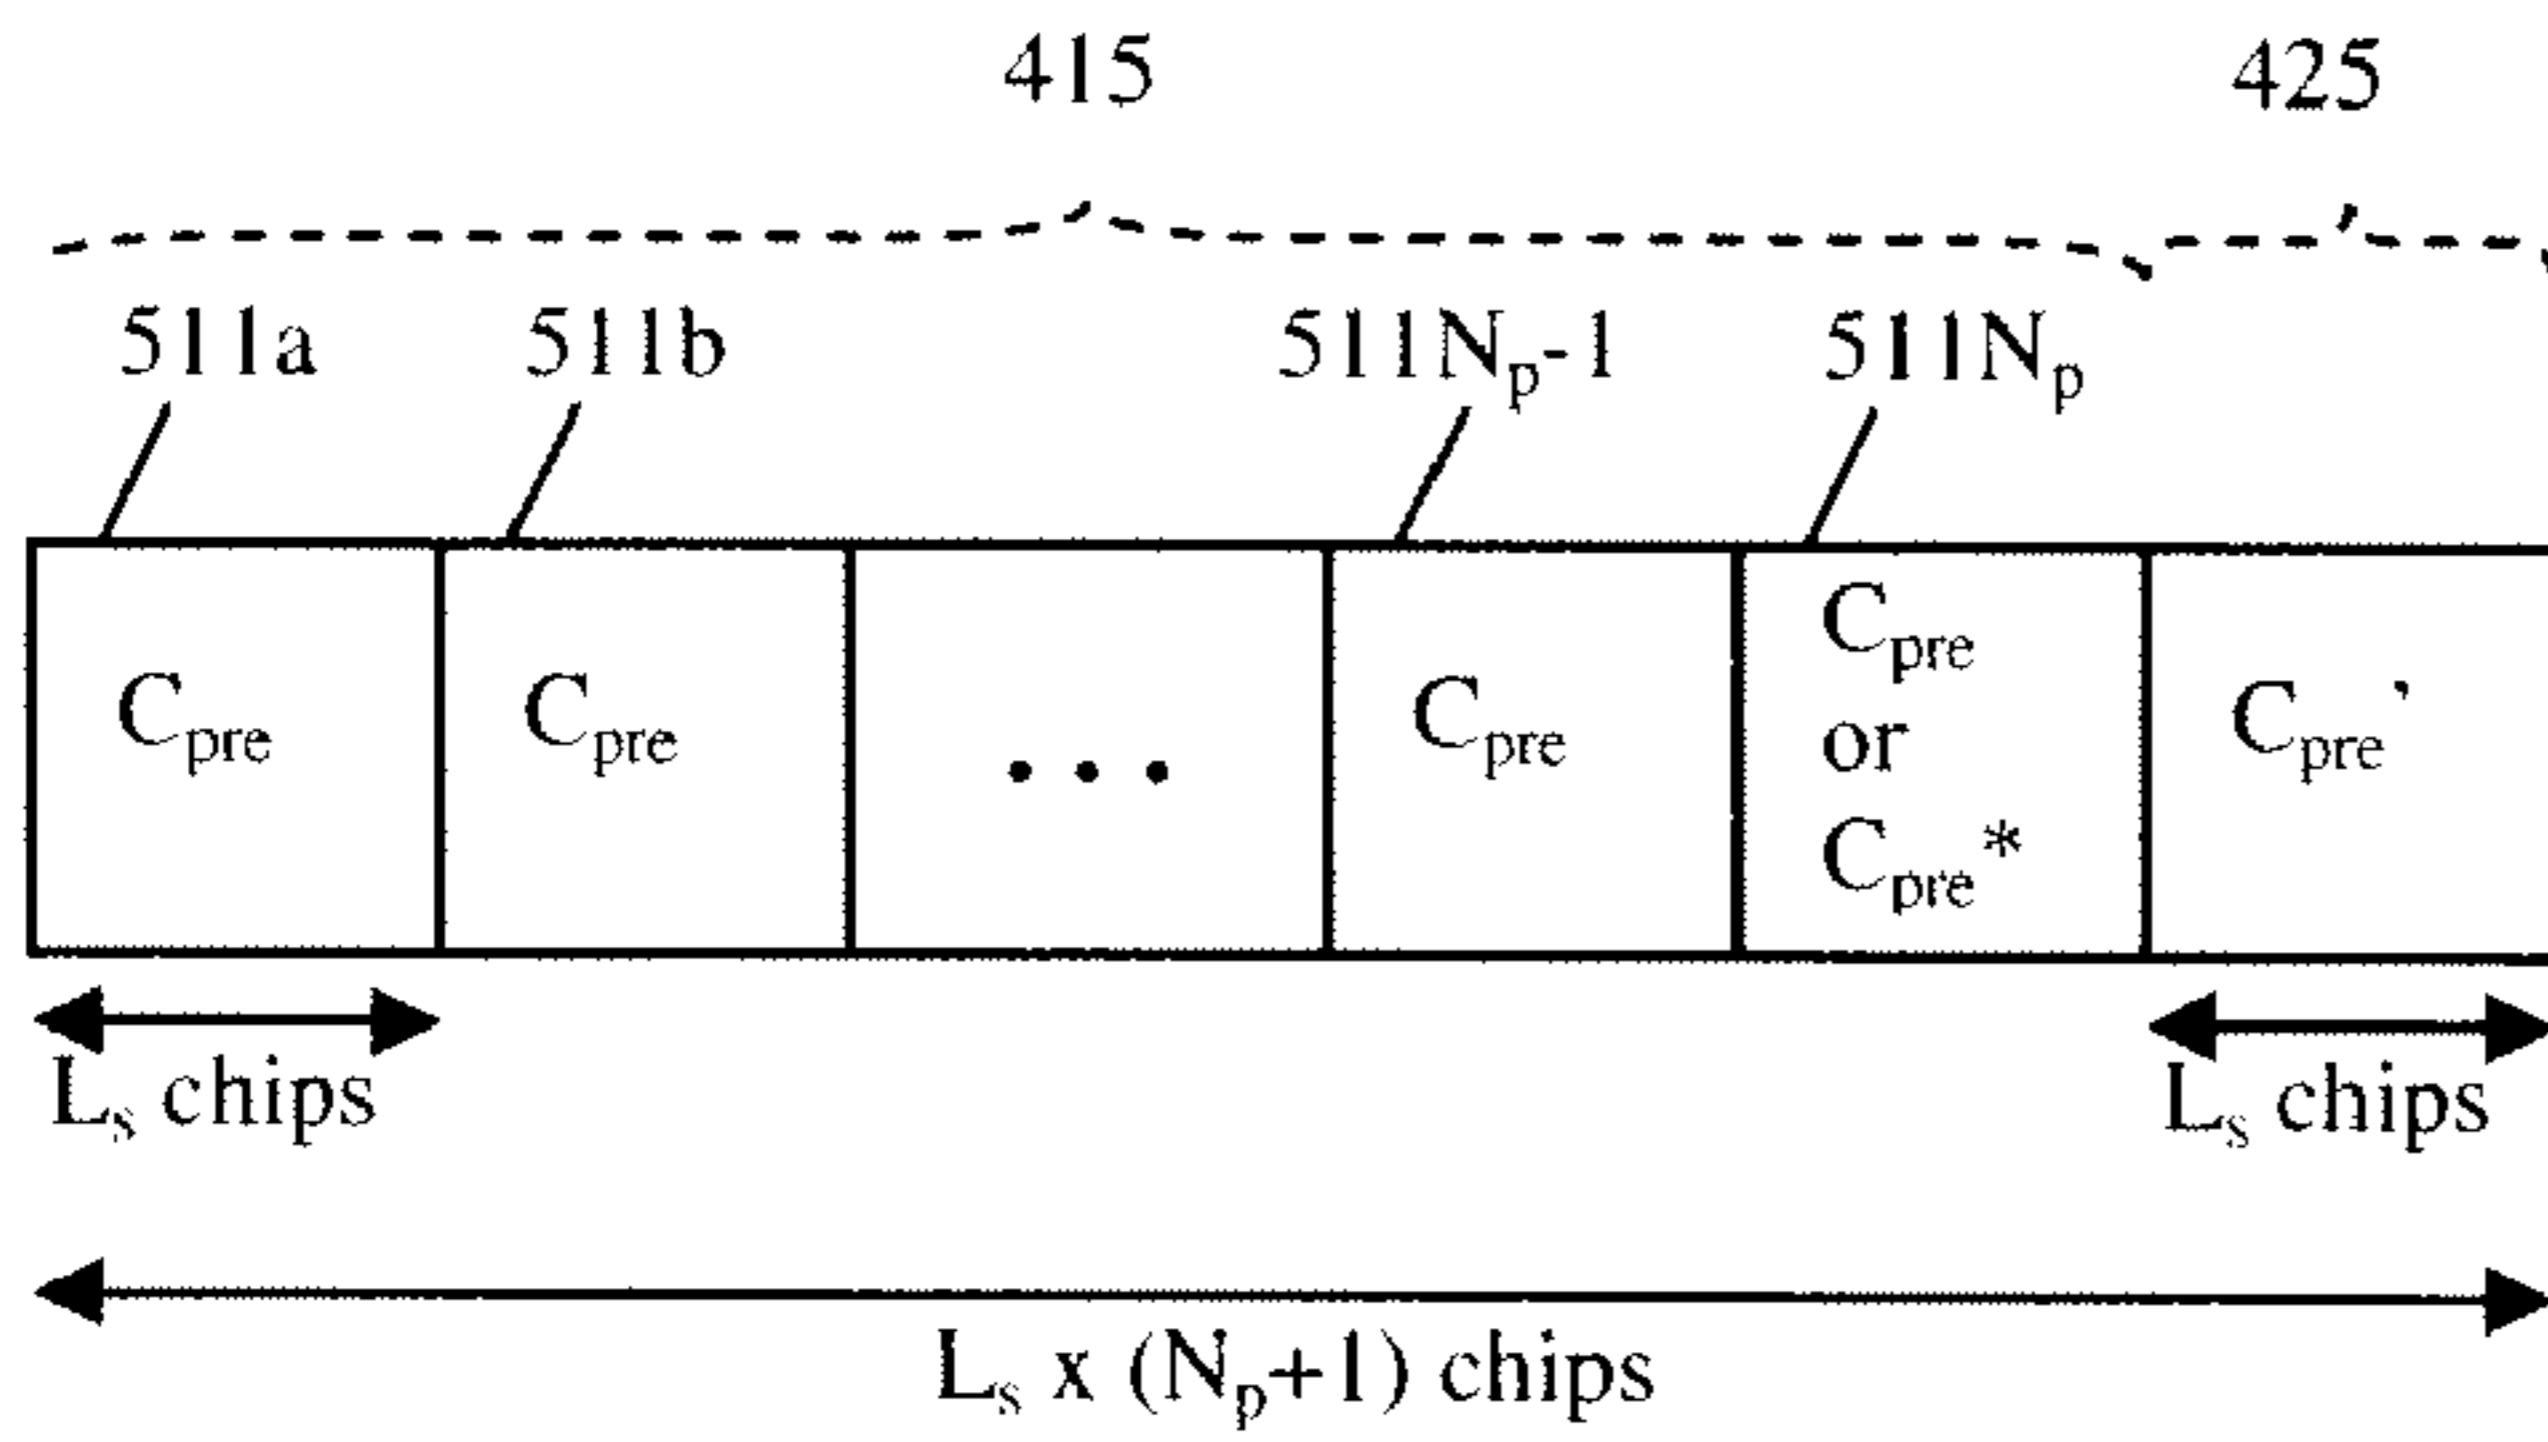 415 425
511a 511b 511Np-1 511Np
Cpre Cpre • • • Cpre Cpre or Cpre* Cpre’
Ls chips Ls chips
Ls x (Np+1) chips